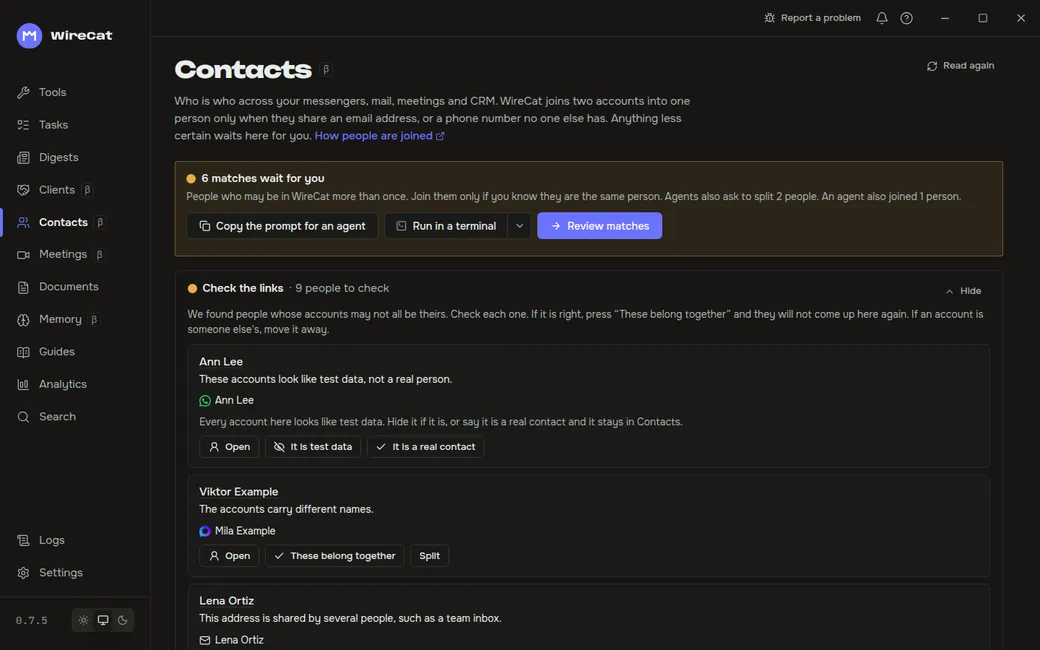 WireCat
Report a problem
Tools
Tasks
Digests
Clients β
Contacts β
Meetings β
Documents
Memory β
Guides
Analytics
Search
Logs
Settings
0.7.5
Contacts β
Read again
Who is who across your messengers, mail, meetings and CRM. WireCat joins two accounts into one
person only when they share an email address, or a phone number no one else has. Anything less
certain waits here for you. How people are joined
6 matches wait for you
People who may be in WireCat more than once. Join them only if you know they are the same person. Agents also ask to split 2 people. An agent also joined 1 person.
Copy the prompt for an agent
Run in a terminal
Review matches
Check the links · 9 people to check
Hide
We found people whose accounts may not all be theirs. Check each one. If it is right, press “These belong together” and they will not come up here again. If an account is
someone else's, move it away.
Ann Lee
These accounts look like test data, not a real person.
Ann Lee
Every account here looks like test data. Hide it if it is, or say it is a real contact and it stays in Contacts.
Open
It is test data
It is a real contact
Viktor Example
The accounts carry different names.
Mila Example
Open
These belong together
Split
Lena Ortiz
This address is shared by several people, such as a team inbox.
Lena Ortiz